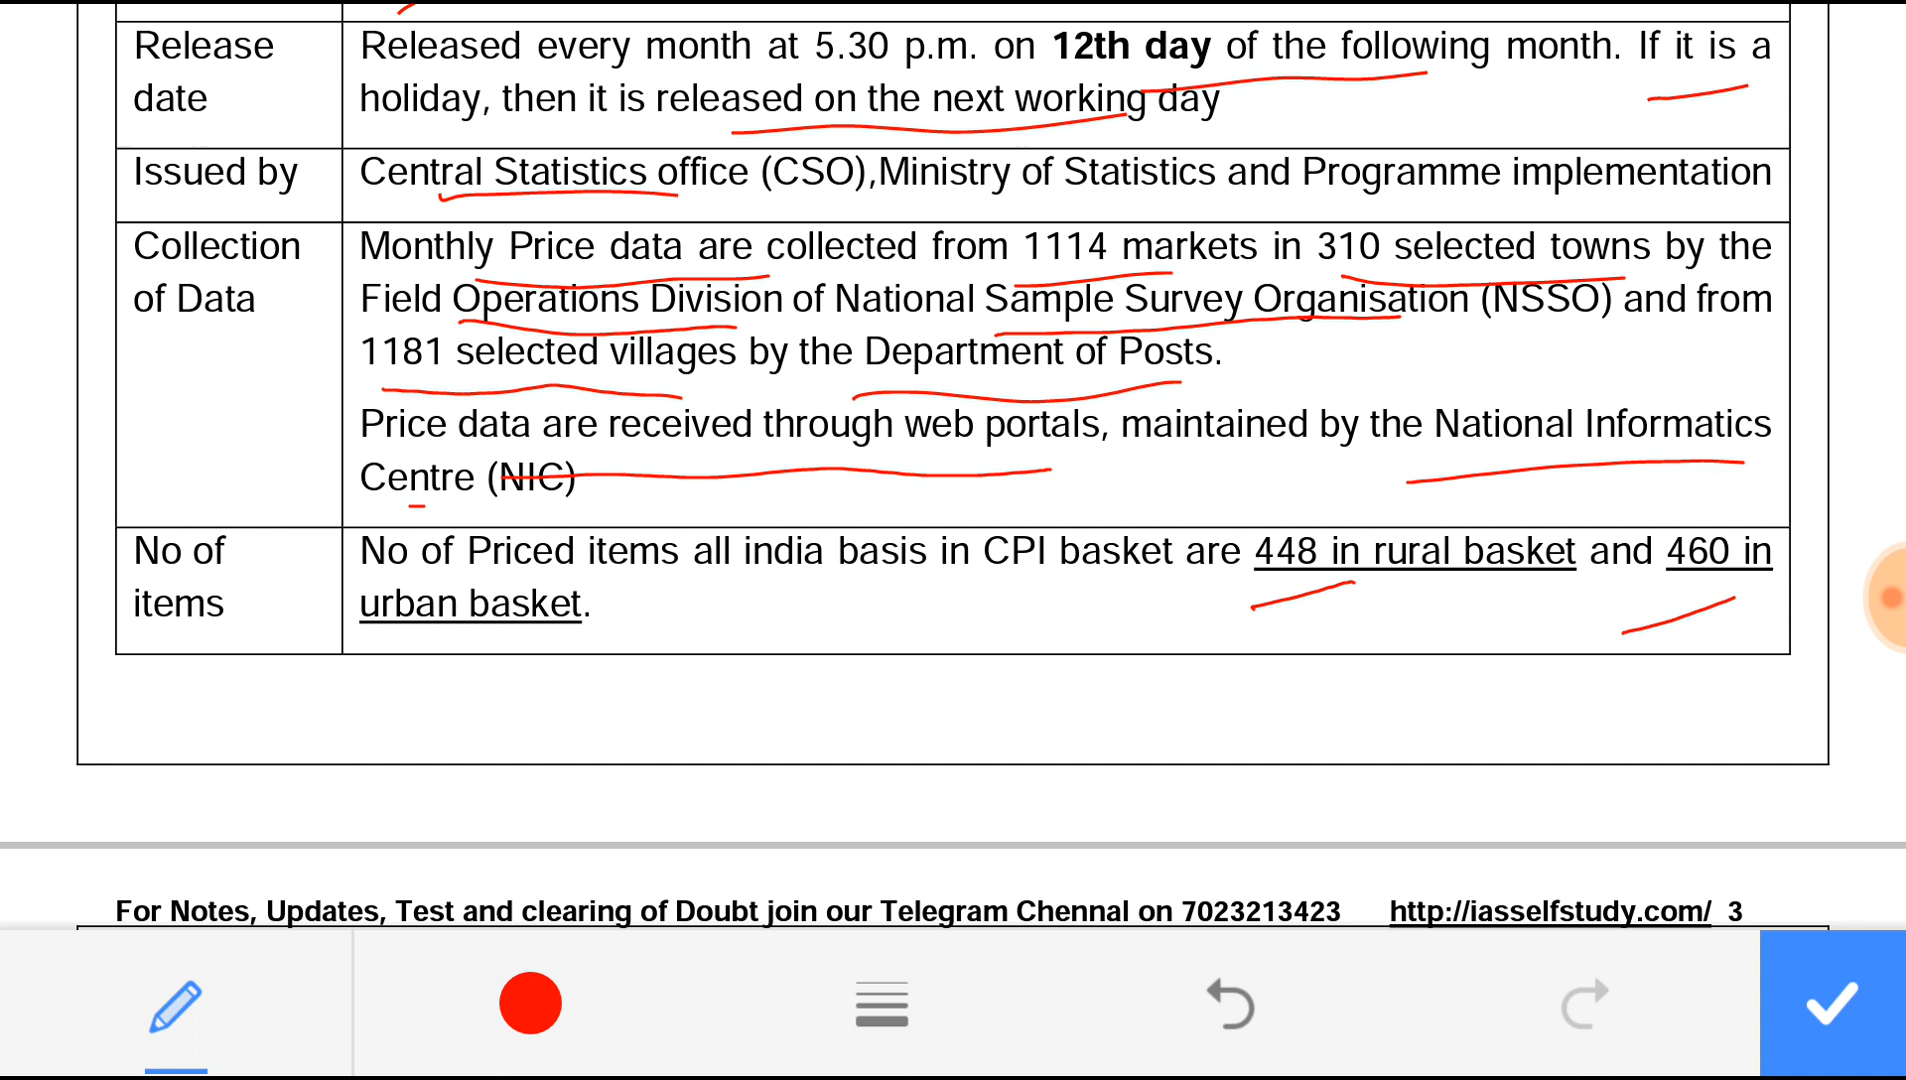 Release Released every month at 5.30 p.m. on 12th day of the following month. If it is a
date holiday, then it is released on the next working day
Issued by Central Statistics office (CSO),Ministry of Statistics and Programme implementation
Collection Monthly Price data are collected from 1114 markets in 310 selected towns by the
of Data Field Operations Division of National Sample Survey Organisation (NSSO) and from
1181 selected villages by the Department of Posts.
Price data are received through web portals, maintained by the National Informatics
Centre (NIC)
No of No of Priced items all india basis in CPI basket are 448 in rural basket and 460 in
items urban basket.
For Notes, Updates, Test and clearing of Doubt join our Telegram Chennal on 7023213423 http://iasselfstudy.com/ 3